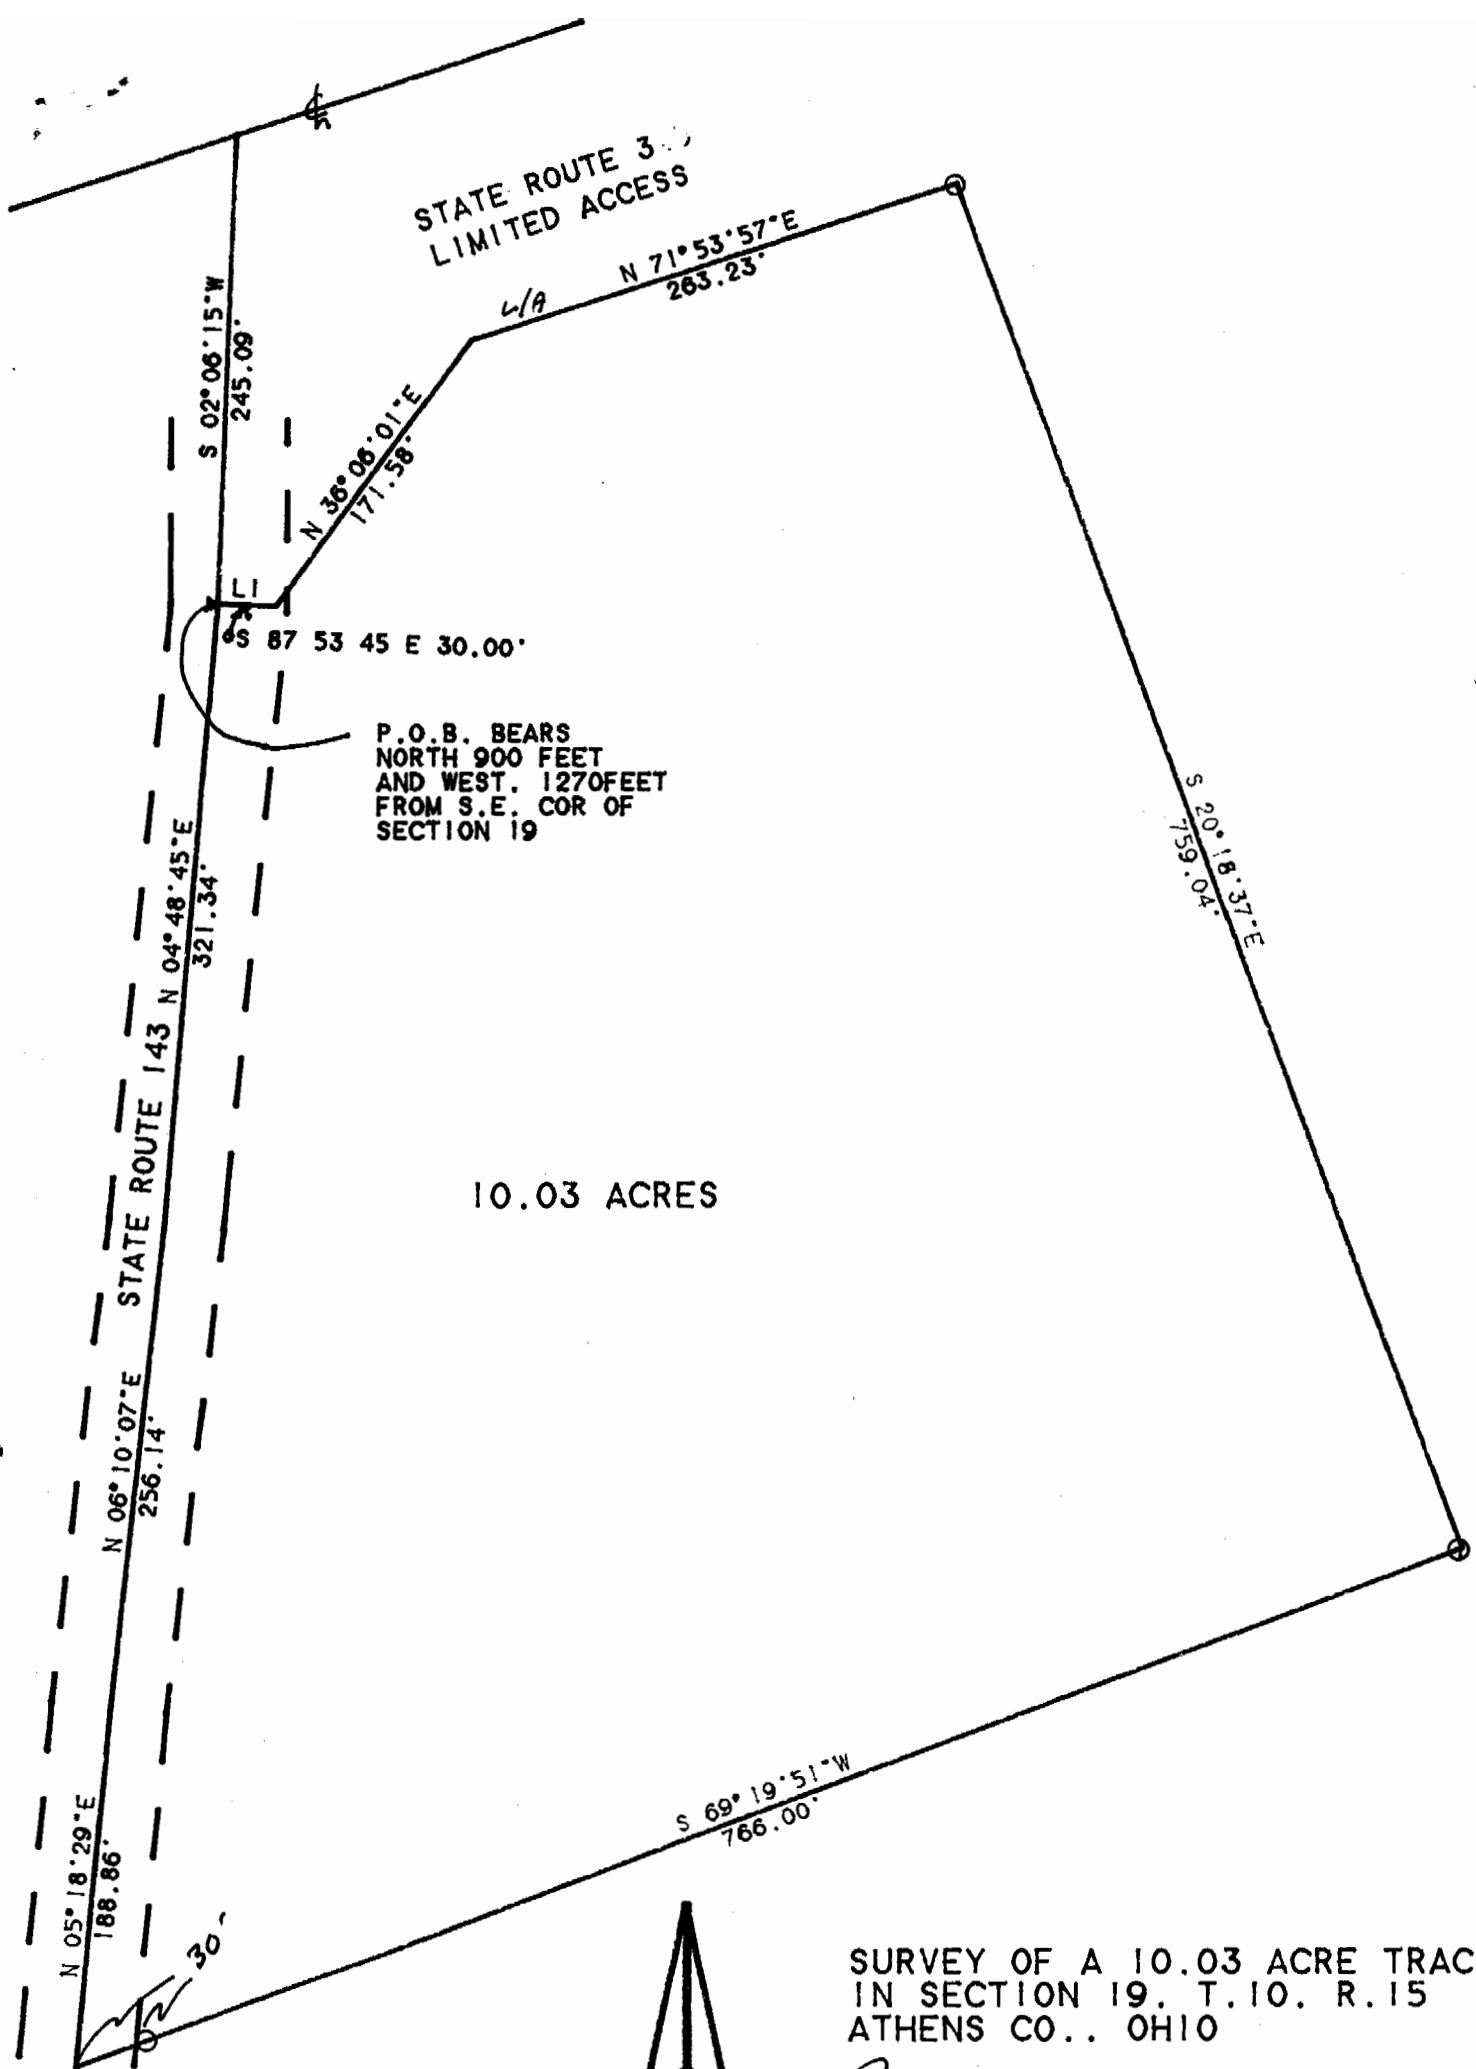 STATE ROUTE 3
LIMITED ACCESS
N 71°53'57"E
263.23'
L/A
S 02°06'15"W
245.09'
N 36°06'01"E
171.58'
L1
S 87 53 45 E 30.00'
P.O.B. BEARS
NORTH 900 FEET
AND WEST. 1270FEET
FROM S.E. COR OF
SECTION 19
S 20°18'37"E
759.04'
N 04°48'45"E
321.34'
STATE ROUTE 143
10.03 ACRES
N 06°10'07"E
256.14'
S 69°19'51"W
766.00'
N 05°18'29"E
188.86'
30'
SURVEY OF A 10.03 ACRE TRAC
IN SECTION 19. T.10. R.15
ATHENS CO.. OHIO